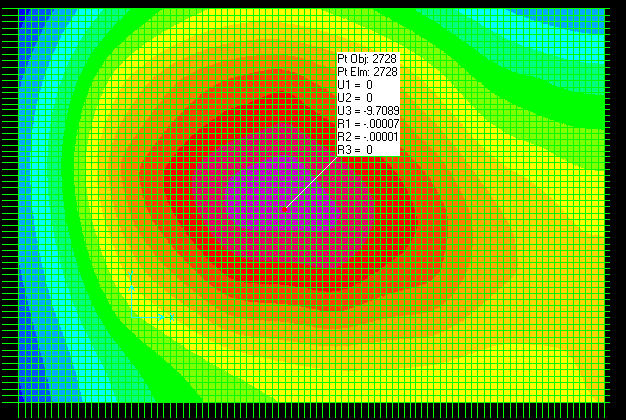 Pt Obj: 2728
Pt Elm: 2728
U1 = 0
U2 = 0
U3 = -9.7089
R1 = -.00007
R2 = -.00001
R3 = 0